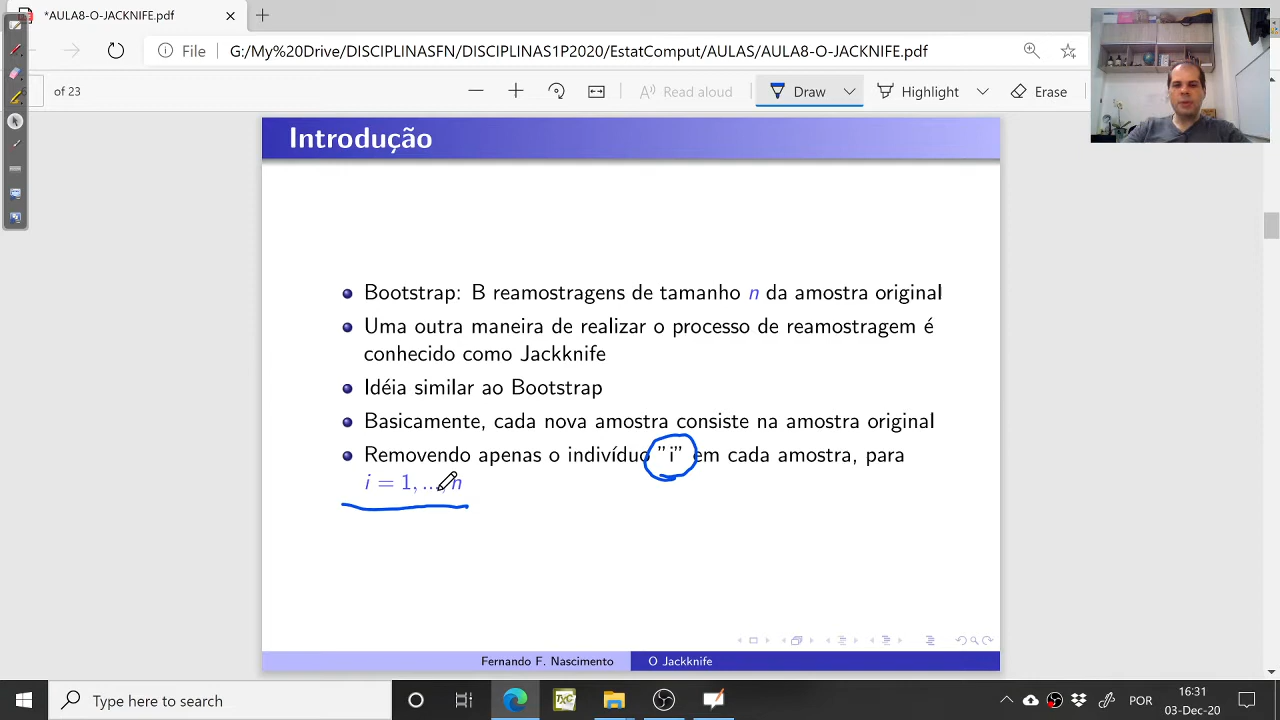 *AULA8-O-JACKNIFE.pdf
File
G:/My%20Drive/DISCIPLINASFN/DISCIPLINAS1P2020/EstatComput/AULAS/AULA8-O-JACKNIFE.pdf
of 23
Read aloud
Draw
Highlight
Erase
Introdução
Bootstrap: B reamostragens de tamanho n da amostra original
Uma outra maneira de realizar o processo de reamostragem é
conhecido como Jackknife
Idéia similar ao Bootstrap
Basicamente, cada nova amostra consiste na amostra original
Removendo apenas o indivíduo ”i” em cada amostra, para
i = 1, ..., n
Fernando F. Nascimento
O Jackknife
Type here to search
POR
16:31
03-Dec-20